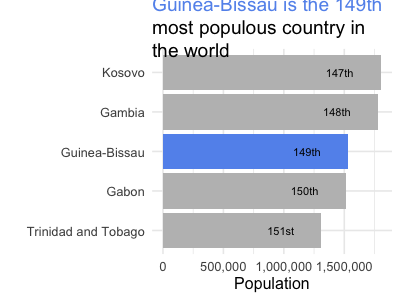 Guinea-Bissau is the 149th
most populous country in
the world
Kosovo
147th
Gambia
148th
Guinea-Bissau
149th
Gabon
150th
Trinidad and Tobago
151st
0
500,000
1,000,000
1,500,000
Population